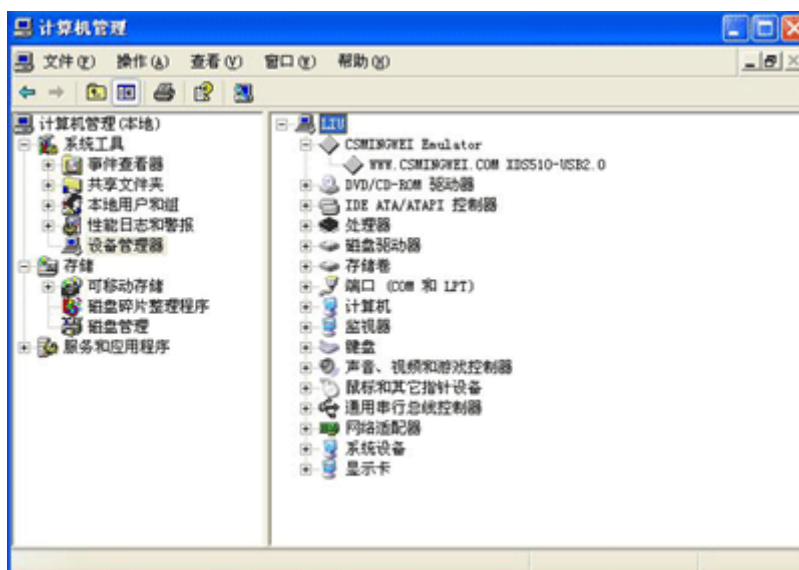 计算机管理
文件(F) 操作(A) 查看(V) 窗口(W) 帮助(H)
计算机管理(本地)
系统工具
事件查看器
共享文件夹
本地用户和组
性能日志和警报
设备管理器
存储
可移动存储
磁盘碎片整理程序
磁盘管理
服务和应用程序
LIU
CSMINGWEI Emulator
WWW.CSMINGWEI.COM XDS510-USB2.0
DVD/CD-ROM 驱动器
IDE ATA/ATAPI 控制器
处理器
磁盘驱动器
存储卷
端口 (COM 和 LPT)
计算机
监视器
键盘
声音、视频和游戏控制器
鼠标和其它指针设备
通用串行总线控制器
网络适配器
系统设备
显示卡